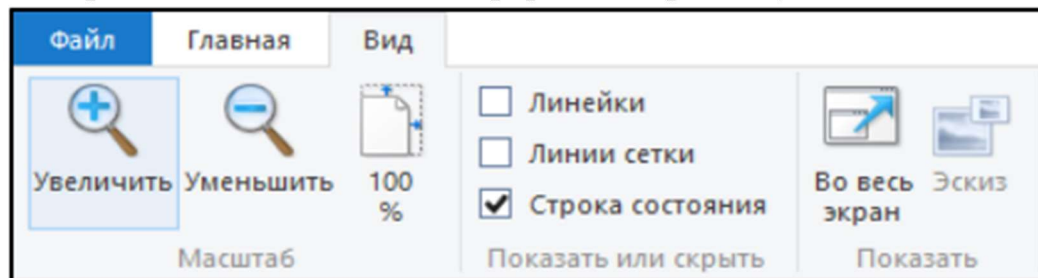 Файл Главная Вид
Увеличить Уменьшить 100 %
Линейки
Линии сетки
Строка состояния
Во весь экран Эскиз
Масштаб Показать или скрыть Показать